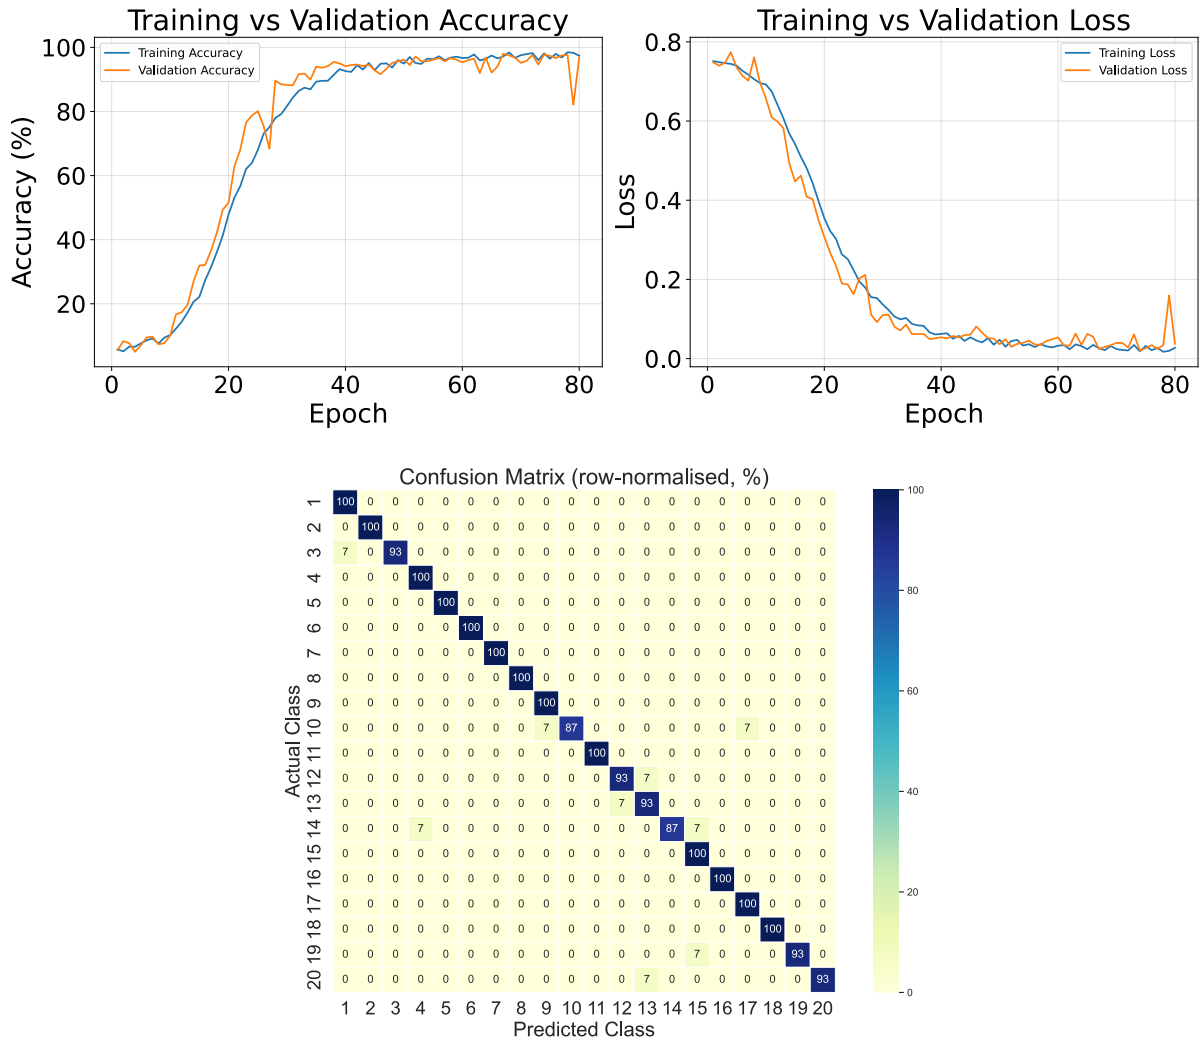 Training vs Validation Accuracy
Training Accuracy
Validation Accuracy
100
80
60
40
20
0 20 40 60 80
Accuracy (%)
Epoch
Training vs Validation Loss
Training Loss
Validation Loss
0.8
0.6
0.4
0.2
0.0
0 20 40 60 80
Loss
Epoch
Confusion Matrix (row-normalised, %)
1 100 0 0 0 0 0 0 0 0 0 0 0 0 0 0 0 0 0 0 0
2 0 100 0 0 0 0 0 0 0 0 0 0 0 0 0 0 0 0 0 0
3 7 0 93 0 0 0 0 0 0 0 0 0 0 0 0 0 0 0 0 0
4 0 0 0 100 0 0 0 0 0 0 0 0 0 0 0 0 0 0 0 0
5 0 0 0 0 100 0 0 0 0 0 0 0 0 0 0 0 0 0 0 0
6 0 0 0 0 0 100 0 0 0 0 0 0 0 0 0 0 0 0 0 0
7 0 0 0 0 0 0 100 0 0 0 0 0 0 0 0 0 0 0 0 0
8 0 0 0 0 0 0 0 100 0 0 0 0 0 0 0 0 0 0 0 0
9 0 0 0 0 0 0 0 0 100 0 0 0 0 0 0 0 0 0 0 0
10 0 0 0 0 0 0 0 0 7 87 0 0 0 0 0 0 7 0 0 0
11 0 0 0 0 0 0 0 0 0 0 100 0 0 0 0 0 0 0 0 0
12 0 0 0 0 0 0 0 0 0 0 0 93 7 0 0 0 0 0 0 0
13 0 0 0 0 0 0 0 0 0 0 0 7 93 0 0 0 0 0 0 0
14 0 0 0 7 0 0 0 0 0 0 0 0 0 87 7 0 0 0 0 0
15 0 0 0 0 0 0 0 0 0 0 0 0 0 0 100 0 0 0 0 0
16 0 0 0 0 0 0 0 0 0 0 0 0 0 0 0 100 0 0 0 0
17 0 0 0 0 0 0 0 0 0 0 0 0 0 0 0 0 100 0 0 0
18 0 0 0 0 0 0 0 0 0 0 0 0 0 0 0 0 0 100 0 0
19 0 0 0 0 0 0 0 0 0 0 0 0 0 0 7 0 0 0 93 0
20 0 0 0 0 0 0 0 0 0 0 0 0 7 0 0 0 0 0 0 93
1 2 3 4 5 6 7 8 9 10 11 12 13 14 15 16 17 18 19 20
Actual Class
Predicted Class
100
80
60
40
20
0